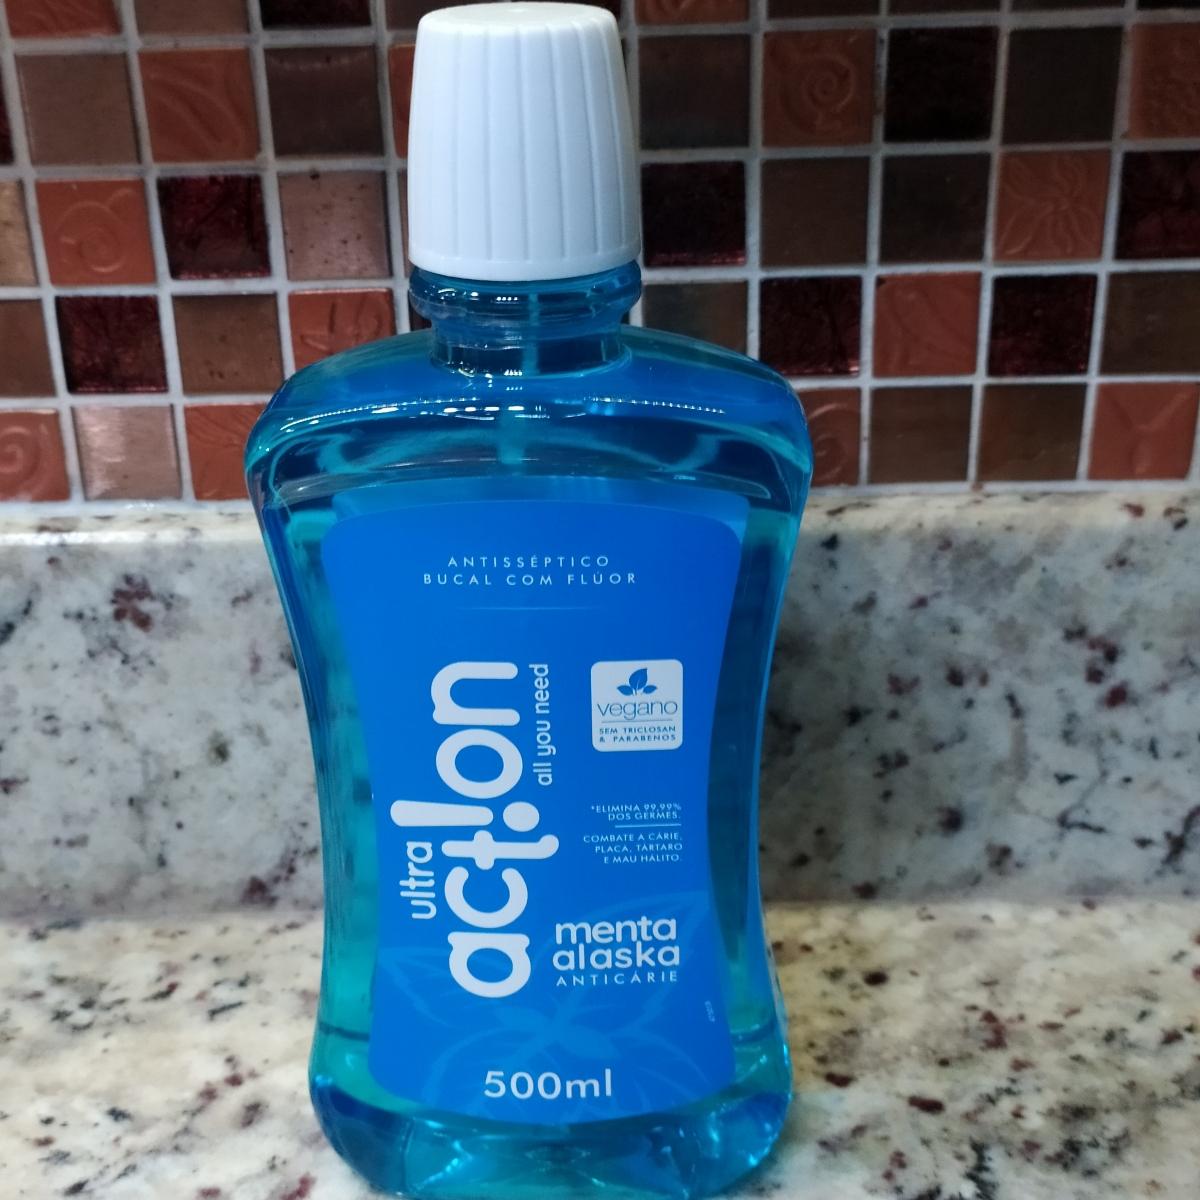 ANTISSÉPTICO
BUCAL COM FLÚOR
ultra
act!on
all you need
vegano
SEM TRICLOSAN
& PARABENOS
*ELIMINA 99,99%
DOS GERMES.
COMBATE A CÁRIE,
PLACA, TÁRTARO
E MAU HÁLITO.
menta
alaska
ANTICÁRIE
500ml